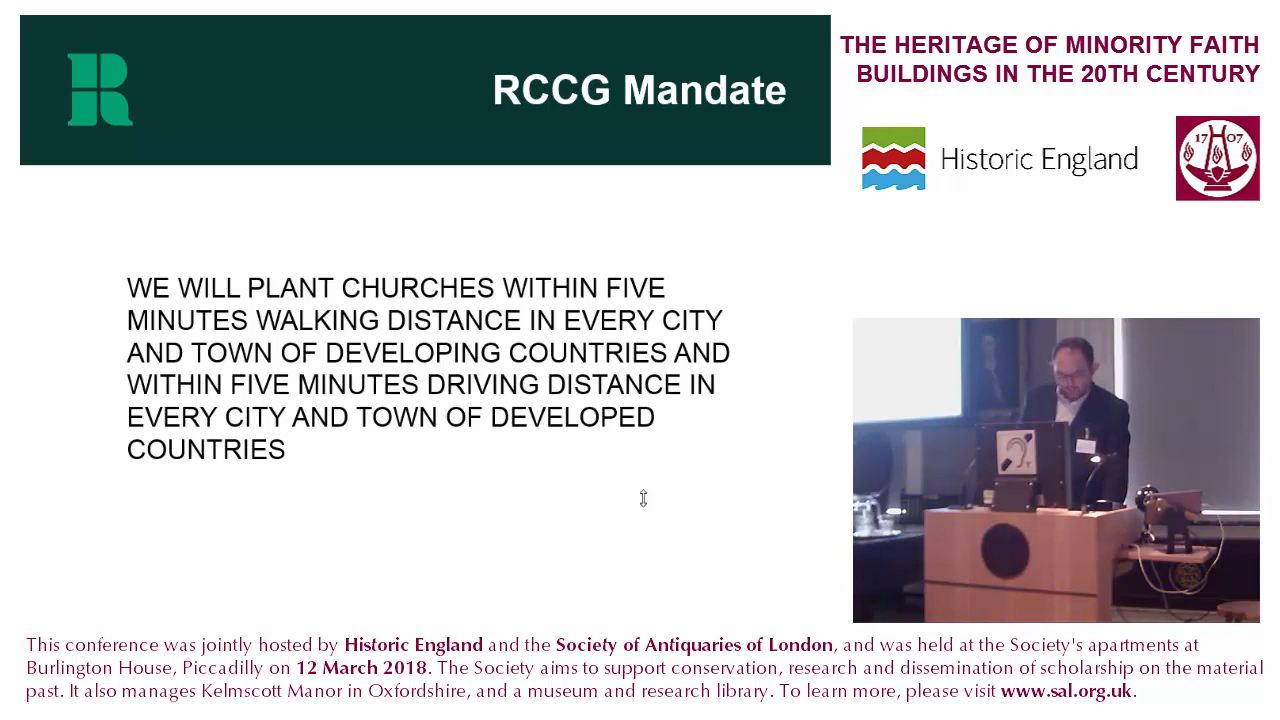 RCCG Mandate
THE HERITAGE OF MINORITY FAITH
BUILDINGS IN THE 20TH CENTURY
Historic England
17 07
WE WILL PLANT CHURCHES WITHIN FIVE
MINUTES WALKING DISTANCE IN EVERY CITY
AND TOWN OF DEVELOPING COUNTRIES AND
WITHIN FIVE MINUTES DRIVING DISTANCE IN
EVERY CITY AND TOWN OF DEVELOPED
COUNTRIES
This conference was jointly hosted by Historic England and the Society of Antiquaries of London, and was held at the Society's apartments at
Burlington House, Piccadilly on 12 March 2018. The Society aims to support conservation, research and dissemination of scholarship on the material
past. It also manages Kelmscott Manor in Oxfordshire, and a museum and research library. To learn more, please visit www.sal.org.uk.